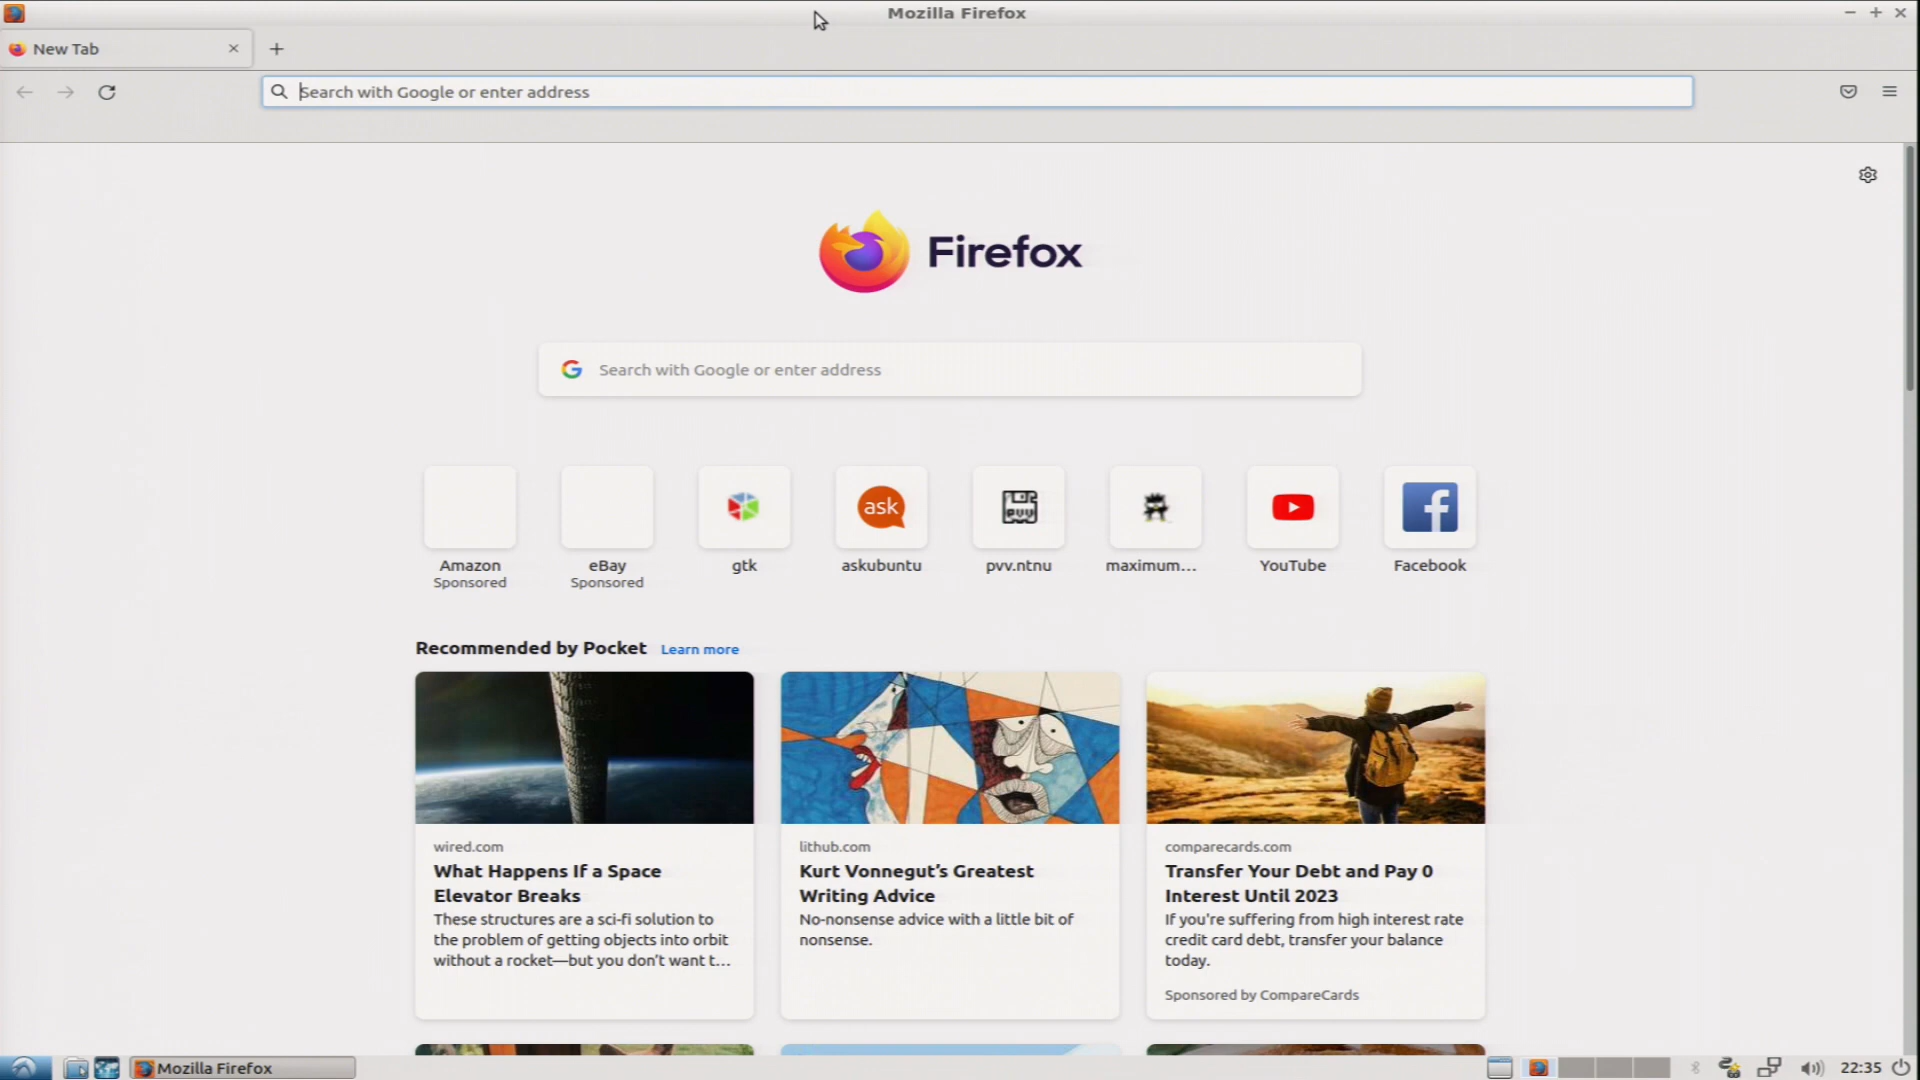 Mozilla Firefox
New Tab
Search with Google or enter address
Firefox
Search with Google or enter address
ask
pvv
Amazon
Sponsored
eBay
Sponsored
gtk
askubuntu
pvv.ntnu
maximum...
YouTube
Facebook
Recommended by Pocket Learn more
wired.com
What Happens If a Space
Elevator Breaks
These structures are a sci-fi solution to
the problem of getting objects into orbit
without a rocket—but you don't want t...
lithub.com
Kurt Vonnegut’s Greatest
Writing Advice
No-nonsense advice with a little bit of
nonsense.
comparecards.com
Transfer Your Debt and Pay 0
Interest Until 2023
If you're suffering from high interest rate
credit card debt, transfer your balance
today.
Sponsored by CompareCards
Mozilla Firefox
22:35